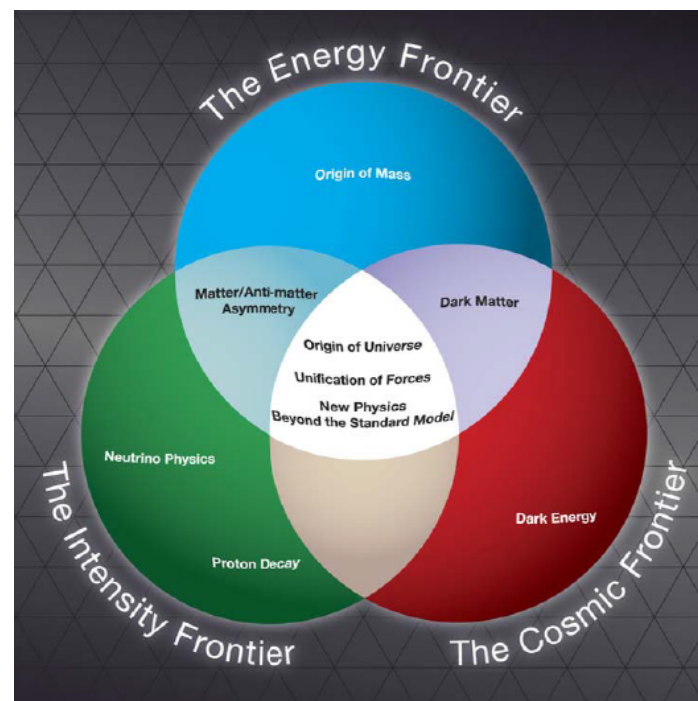 The Energy Frontier
Origin of Mass
Matter/Anti-matter
Asymmetry
Dark Matter
Origin of Universe
Unification of Forces
New Physics
Beyond the Standard Model
Neutrino Physics
Dark Energy
Proton Decay
The Intensity Frontier
The Cosmic Frontier